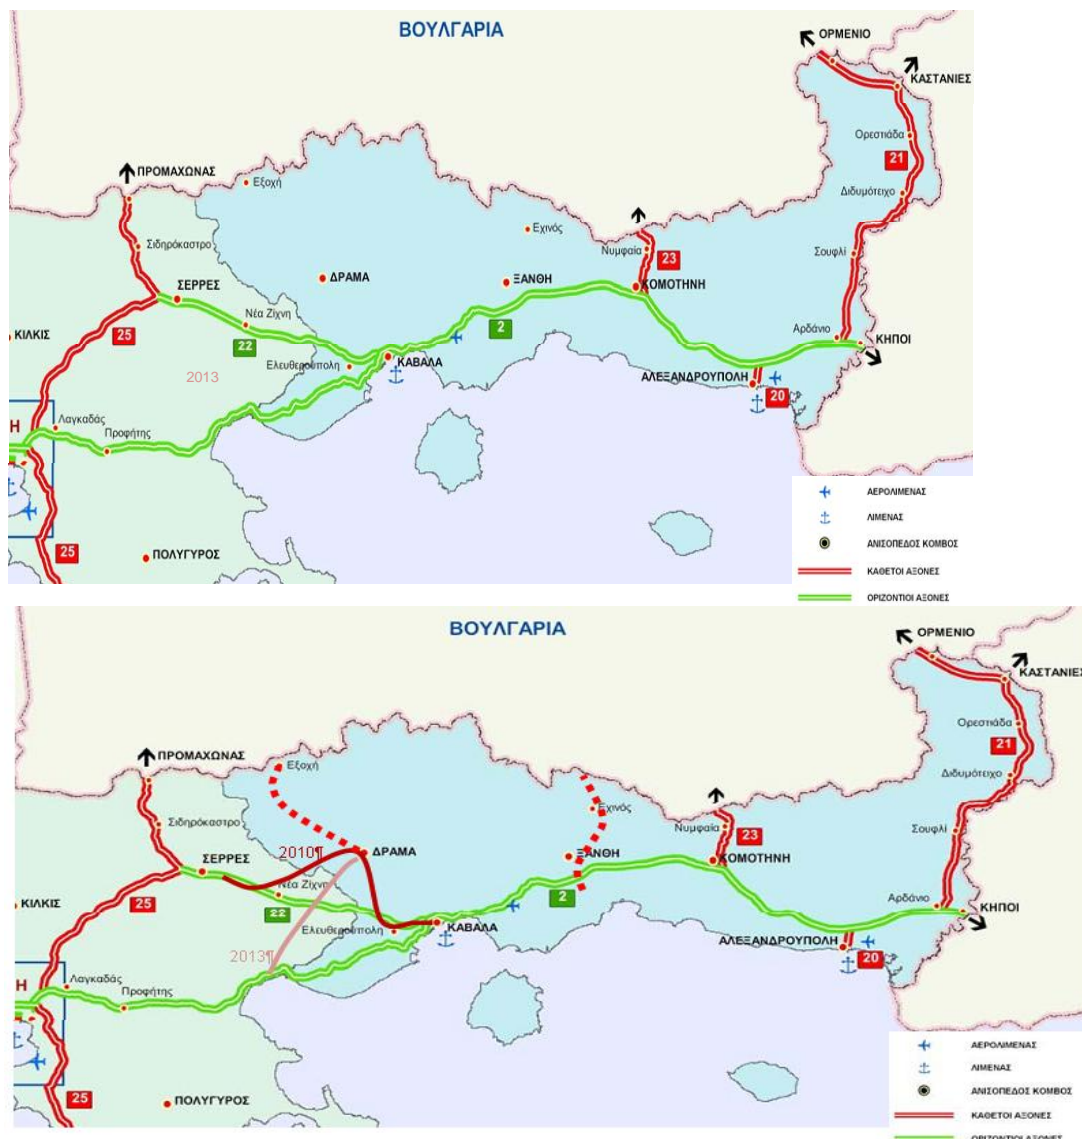 ΒΟΥΛΓΑΡΙΑ
ΟΡΜΕΝΙΟ
ΚΑΣΤΑΝΙΕΣ
Ορεστιάδα
21
Διδυμότειχο
ΠΡΟΜΑΧΩΝΑΣ
Εξοχή
Εχινός
Σιδηρόκαστρο
Νυμφαία
23
Σουφλί
ΔΡΑΜΑ
ΞΑΝΘΗ
ΚΟΜΟΤΗΝΗ
ΣΕΡΡΕΣ
Νέα Ζίχνη
22
2
25
ΚΙΛΚΙΣ
Αρδάνιο
ΚΗΠΟΙ
Ελευθερούπολη
ΚΑΒΑΛΑ
2013
ΑΛΕΞΑΝΔΡΟΥΠΟΛΗ
20
Λαγκαδάς
Η
Προφήτης
25
ΠΟΛΥΓΥΡΟΣ
ΑΕΡΟΛΙΜΕΝΑΣ
ΛΙΜΕΝΑΣ
ΑΝΙΣΟΠΕΔΟΣ ΚΟΜΒΟΣ
ΚΑΘΕΤΟΙ ΑΞΟΝΕΣ
ΟΡΙΖΟΝΤΙΟΙ ΑΞΟΝΕΣ
ΒΟΥΛΓΑΡΙΑ
ΟΡΜΕΝΙΟ
ΚΑΣΤΑΝΙΕΣ
Ορεστιάδα
21
Διδυμότειχο
ΠΡΟΜΑΧΩΝΑΣ
Εξοχή
Εχινός
Σιδηρόκαστρο
Νυμφαία
23
Σουφλί
2010¶
ΔΡΑΜΑ
ΞΑΝΘΗ
ΚΟΜΟΤΗΝΗ
ΣΕΡΡΕΣ
Νέα Ζίχνη
22
2
25
ΚΙΛΚΙΣ
Αρδάνιο
ΚΗΠΟΙ
Ελευθερούπολη
ΚΑΒΑΛΑ
2013¶
ΑΛΕΞΑΝΔΡΟΥΠΟΛΗ
20
Λαγκαδάς
Η
Προφήτης
25
ΠΟΛΥΓΥΡΟΣ
ΑΕΡΟΛΙΜΕΝΑΣ
ΛΙΜΕΝΑΣ
ΑΝΙΣΟΠΕΔΟΣ ΚΟΜΒΟΣ
ΚΑΘΕΤΟΙ ΑΞΟΝΕΣ
ΟΡΙΖΟΝΤΙΟΙ ΑΞΟΝΕΣ